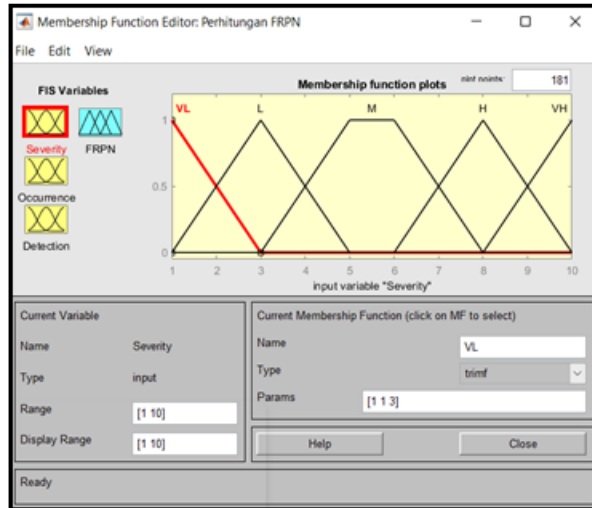 Membership Function Editor: Perhitungan FRPN
File Edit View
FIS Variables
Severity
FRPN
Occurrence
Detection
Membership function plots
plot points:
181
VL L M H VH
1
0.5
0
1 2 3 4 5 6 7 8 9 10
input variable "Severity"
Current Variable
Name Severity
Type input
Range [1 10]
Display Range [1 10]
Current Membership Function (click on MF to select)
Name VL
Type trimf
Params [1 1 3]
Help Close
Ready